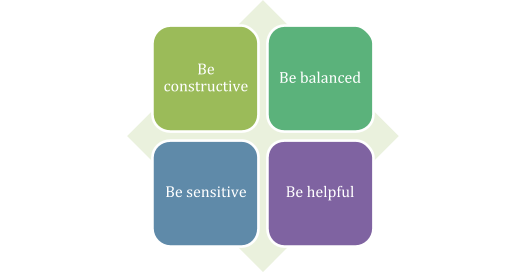 Be
constructive
Be balanced
Be sensitive
Be helpful